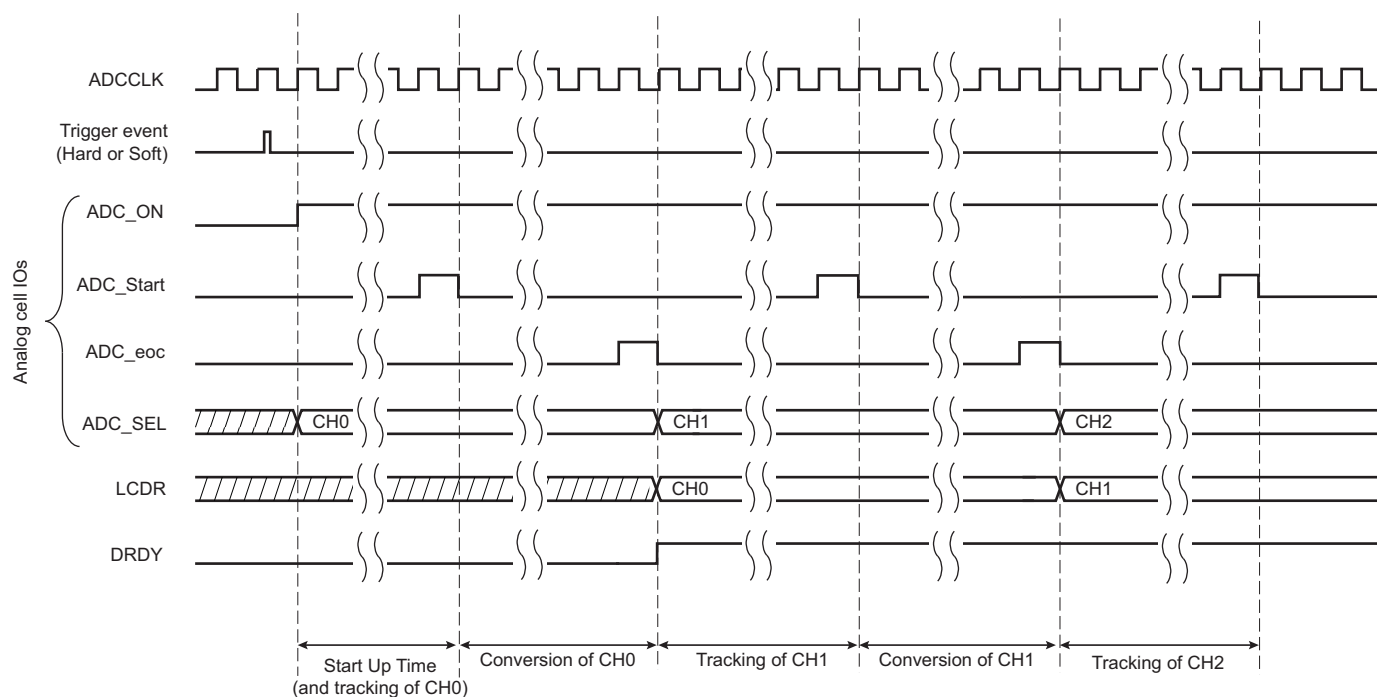 ADCCLK
Trigger event
(Hard or Soft)
Analog cell IOs
ADC_ON
ADC_Start
ADC_eoc
ADC_SEL
CH0
CH1
CH2
LCDR
CH0
CH1
DRDY
Start Up Time
(and tracking of CH0)
Conversion of CH0
Tracking of CH1
Conversion of CH1
Tracking of CH2